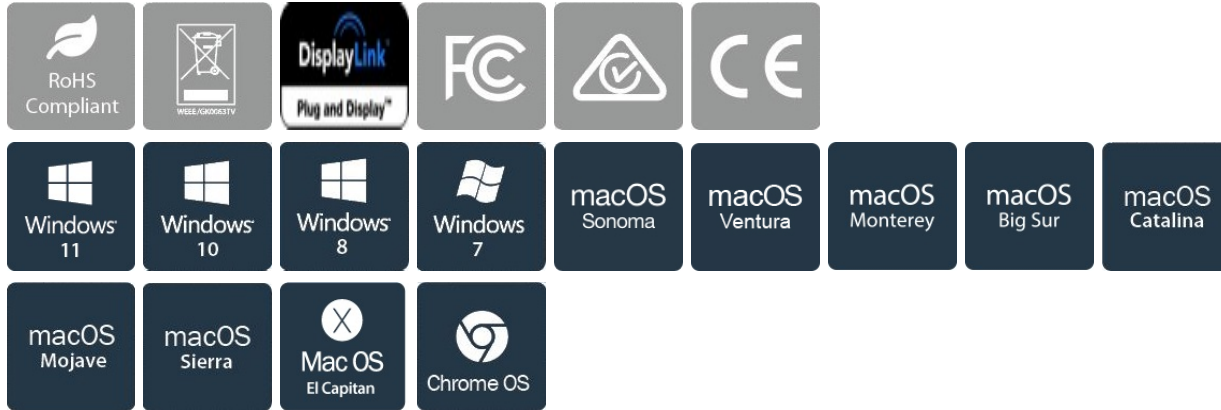 RoHS
Compliant
WEEE/GK0063TV
DisplayLink
Plug and Display™
FC
CE
Windows
11
Windows
10
Windows
8
Windows
7
macOS
Sonoma
macOS
Ventura
macOS
Monterey
macOS
Big Sur
macOS
Catalina
macOS
Mojave
macOS
Sierra
X
Mac OS
El Capitan
Chrome OS